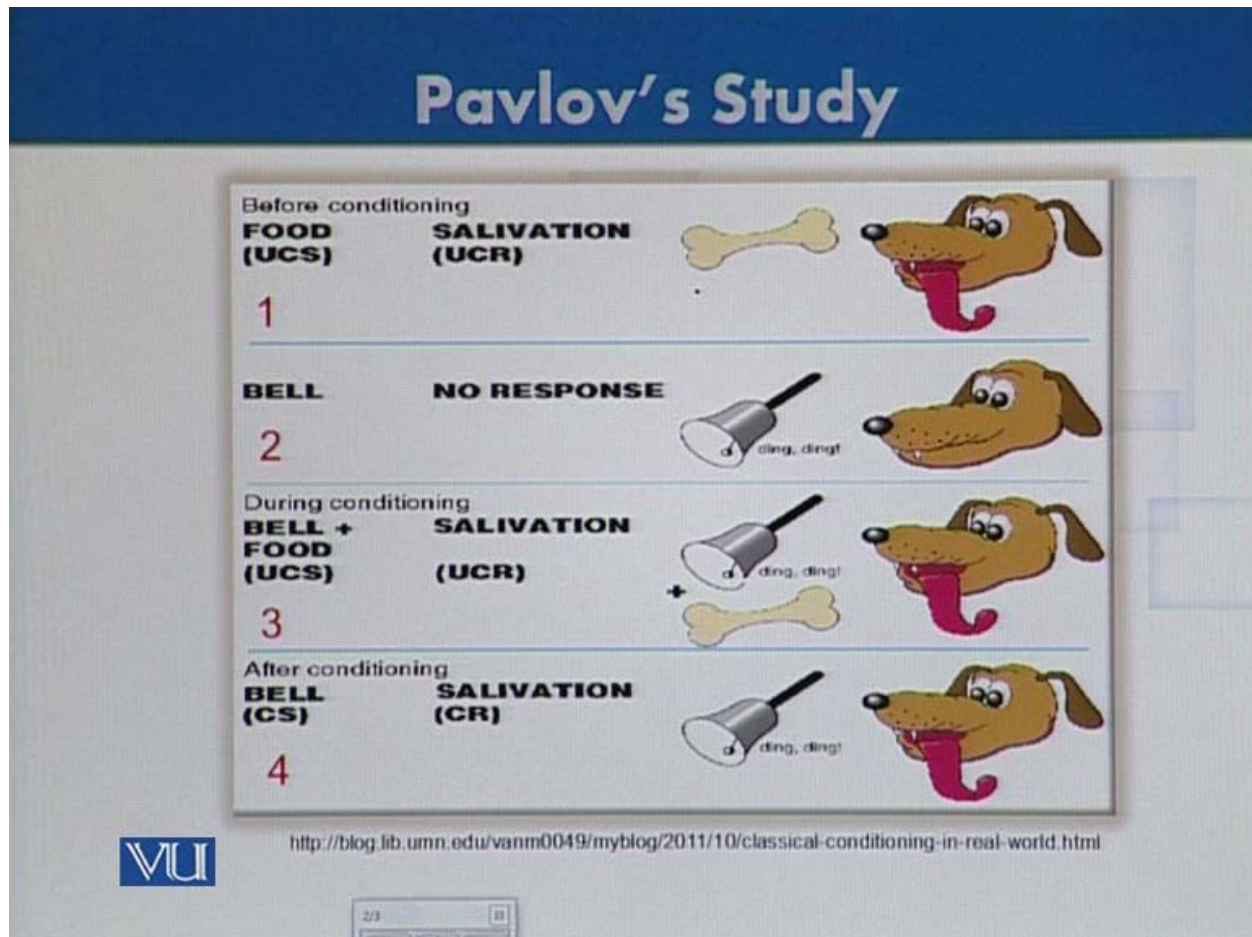 Pavlov's Study
Before conditioning
FOOD SALIVATION
(UCS) (UCR)
1
BELL NO RESPONSE
ding, ding!
2
During conditioning
BELL + SALIVATION
FOOD
(UCS) (UCR)
ding, ding!
+
3
After conditioning
BELL SALIVATION
(CS) (CR)
ding, ding!
4
http://blog.lib.umn.edu/vanm0049/myblog/2011/10/classical-conditioning-in-real-world.html
VU
2/3